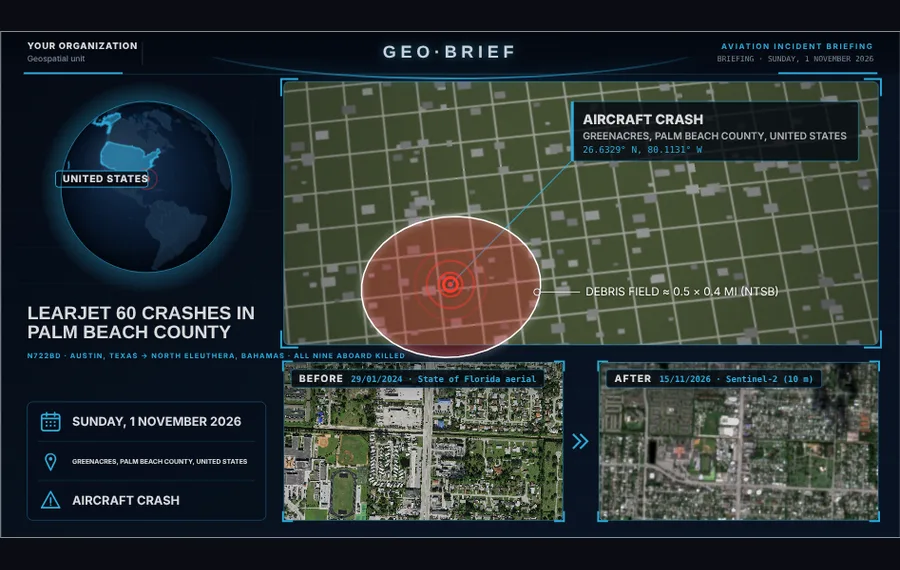 YOUR ORGANIZATION
Geospatial unit
GEO·BRIEF
AVIATION INCIDENT BRIEFING
BRIEFING · SUNDAY, 1 NOVEMBER 2026
UNITED STATES
AIRCRAFT CRASH
GREENACRES, PALM BEACH COUNTY, UNITED STATES
26.6329° N, 80.1131° W
DEBRIS FIELD ≈ 0.5 × 0.4 MI (NTSB)
LEARJET 60 CRASHES IN
PALM BEACH COUNTY
N722BD · AUSTIN, TEXAS → NORTH ELEUTHERA, BAHAMAS · ALL NINE ABOARD KILLED
BEFORE 29/01/2024 · State of Florida aerial
AFTER 15/11/2026 · Sentinel-2 (10 m)
SUNDAY, 1 NOVEMBER 2026
GREENACRES, PALM BEACH COUNTY, UNITED STATES
AIRCRAFT CRASH